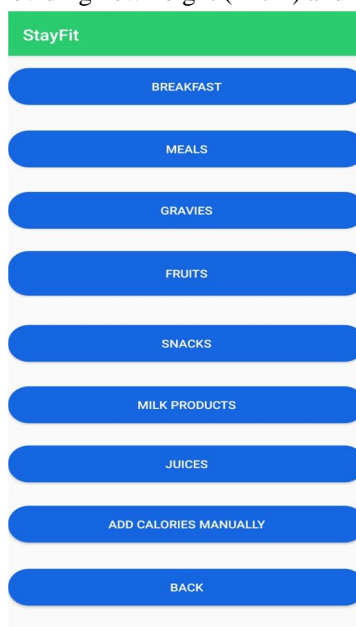 StayFit
BREAKFAST
MEALS
GRAVIES
FRUITS
SNACKS
MILK PRODUCTS
JUICES
ADD CALORIES MANUALLY
BACK